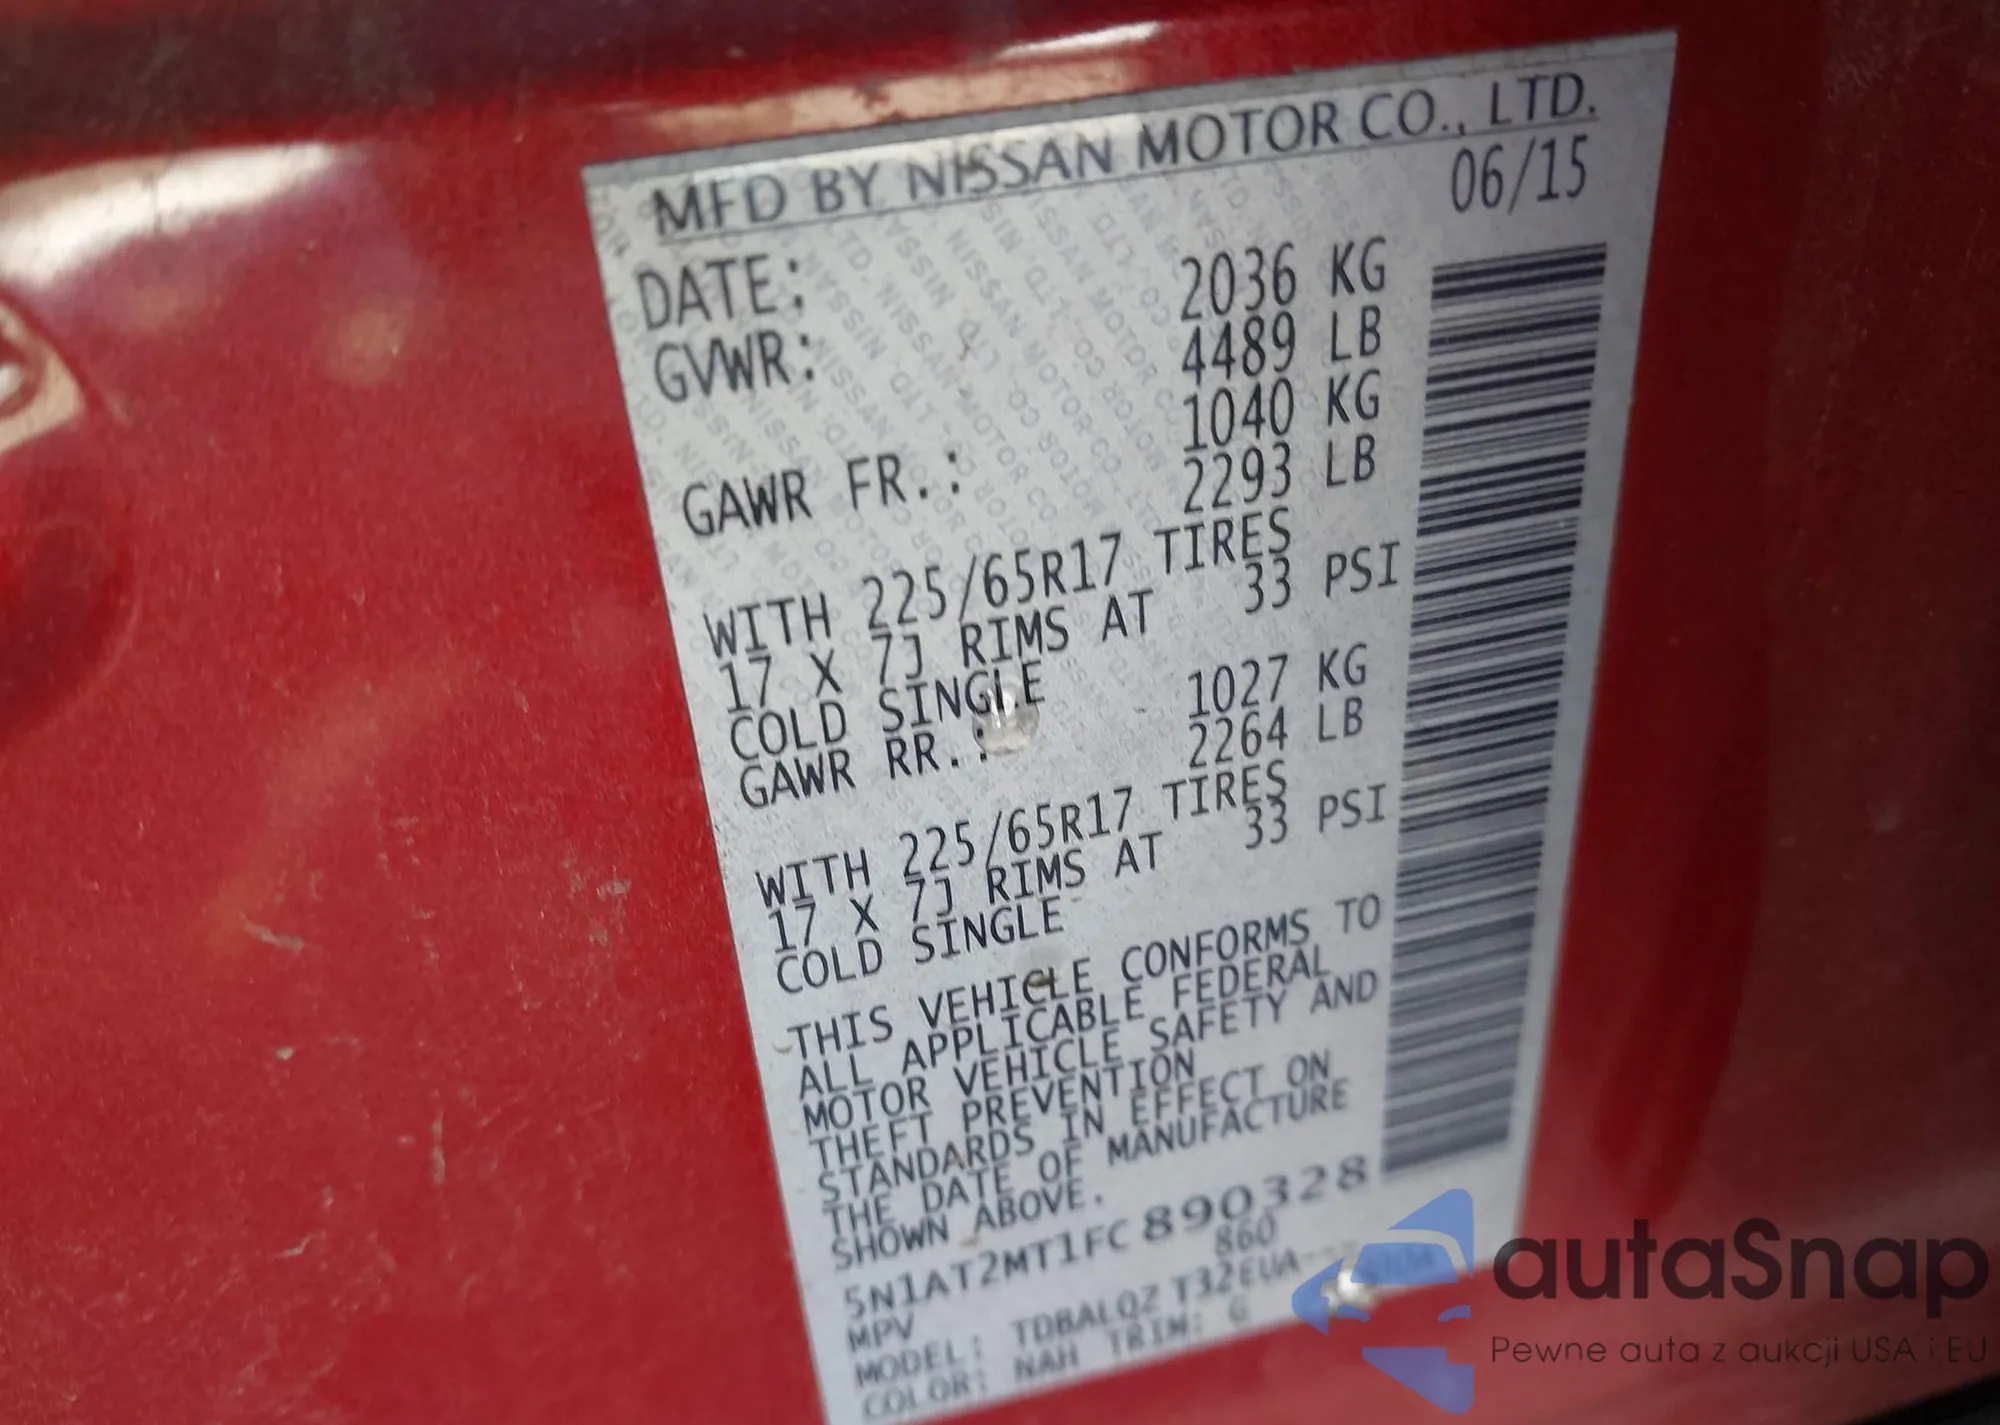 MFD BY NISSAN MOTOR CO., LTD.
DATE: 06/15
GVWR: 2036 KG
4489 LB
GAWR FR.: 1040 KG
2293 LB
WITH 225/65R17 TIRES
17 X 7J RIMS AT 33 PSI
COLD SINGLE
GAWR RR.: 1027 KG
2264 LB
WITH 225/65R17 TIRES
17 X 7J RIMS AT 33 PSI
COLD SINGLE
THIS VEHICLE CONFORMS TO
ALL APPLICABLE FEDERAL
MOTOR VEHICLE SAFETY AND
THEFT PREVENTION
STANDARDS IN EFFECT ON
THE DATE OF MANUFACTURE
SHOWN ABOVE.
5N1AT2MT1FC890328
MPV 860
MODEL: TDBALQZ
COLOR: NAH TRIM: G
autaSnap
Pewne auta z aukcji USA i EU